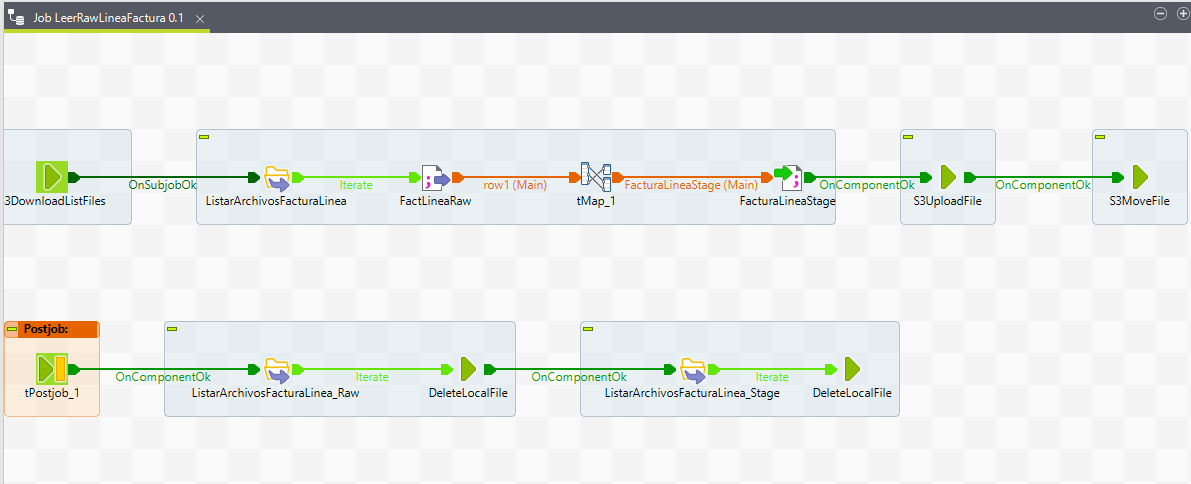 Job LeerRawLineaFactura 0.1
OnSubjobOk
Iterate
row1 (Main)
FacturaLineaStage (Main)
OnComponentOk
OnComponentOk
3DownloadListFiles
ListarArchivosFacturaLinea
FactLineaRaw
tMap_1
FacturaLineaStage
S3UploadFile
S3MoveFile
Postjob:
OnComponentOk
Iterate
OnComponentOk
Iterate
tPostjob_1
ListarArchivosFacturaLinea_Raw
DeleteLocalFile
ListarArchivosFacturaLinea_Stage
DeleteLocalFile